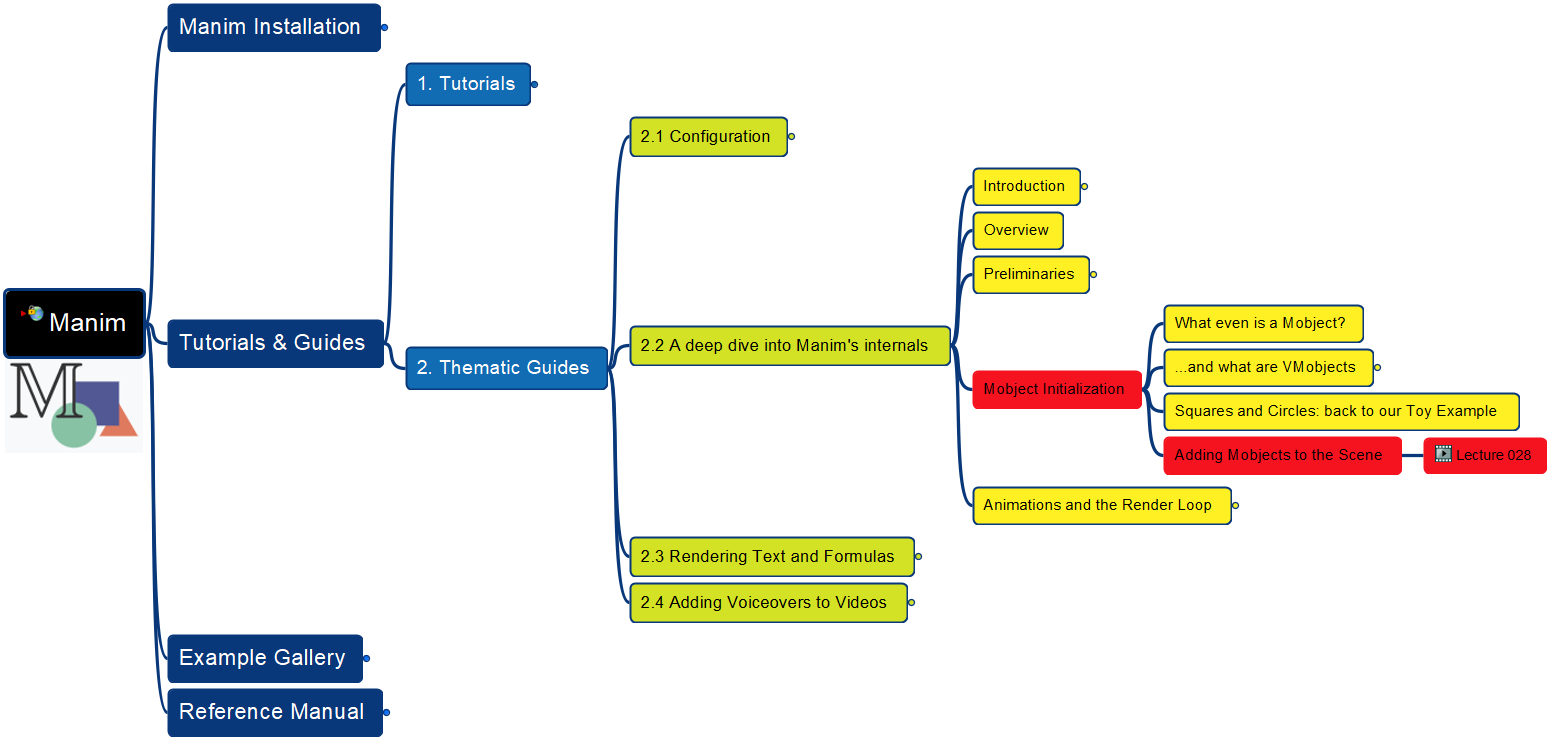 Manim Installation
1. Tutorials
2.1 Configuration
Introduction
Overview
Preliminaries
What even is a Mobject?
Manim
Tutorials & Guides
2.2 A deep dive into Manim's internals
2. Thematic Guides
...and what are VMobjects
Mobject Initialization
M
Squares and Circles: back to our Toy Example
Adding Mobjects to the Scene
Lecture 028
Animations and the Render Loop
2.3 Rendering Text and Formulas
2.4 Adding Voiceovers to Videos
Example Gallery
Reference Manual